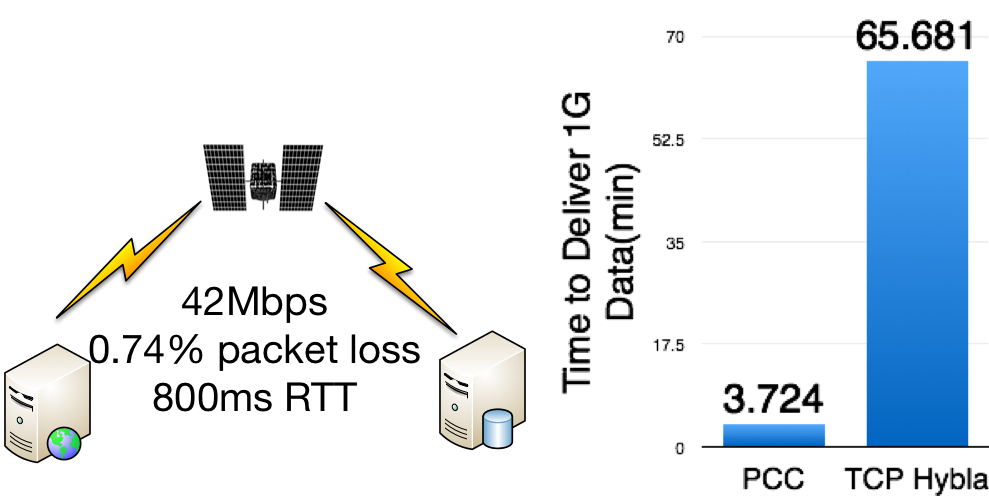 42Mbps
0.74% packet loss
800ms RTT
Time to Deliver 1G
Data(min)
70
52.5
35
17.5
0
65.681
3.724
PCC
TCP Hybla